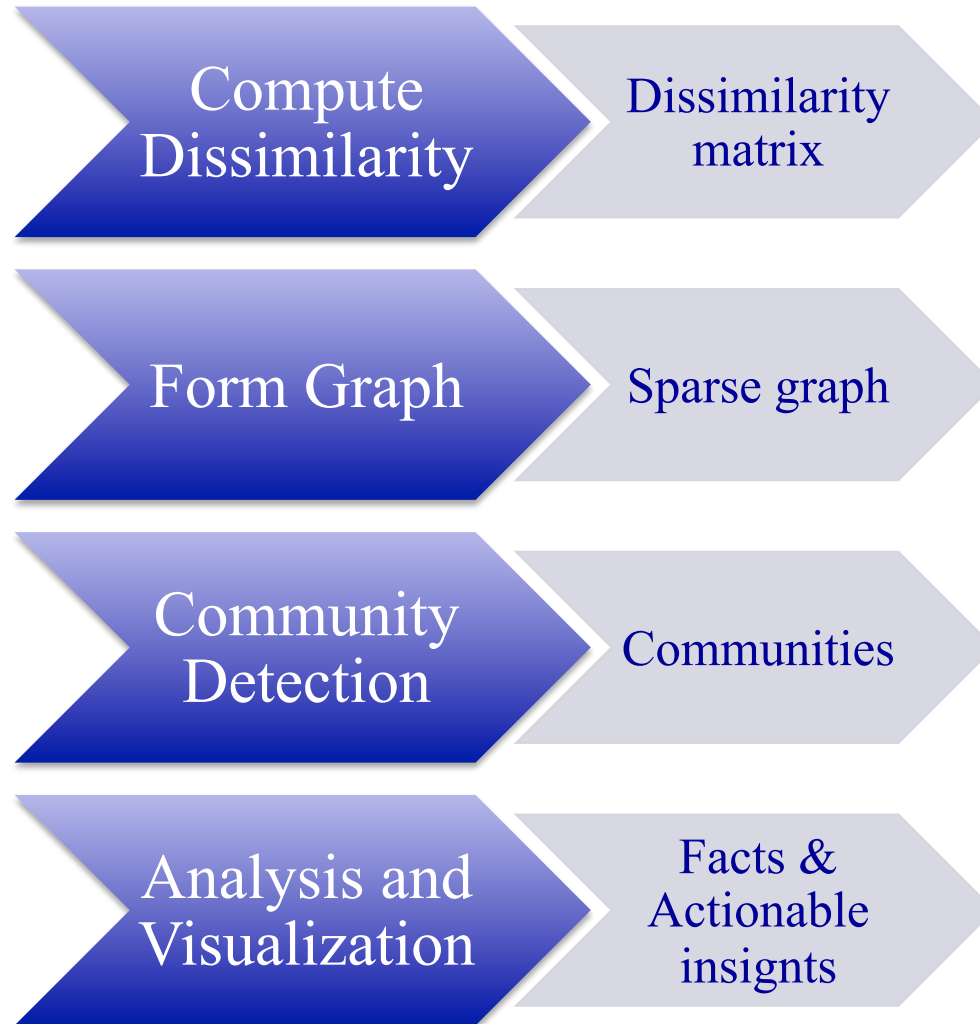 Compute
Dissimilarity
Dissimilarity
matrix
Form Graph
Sparse graph
Community
Detection
Communities
Analysis and
Visualization
Facts &
Actionable
insignts